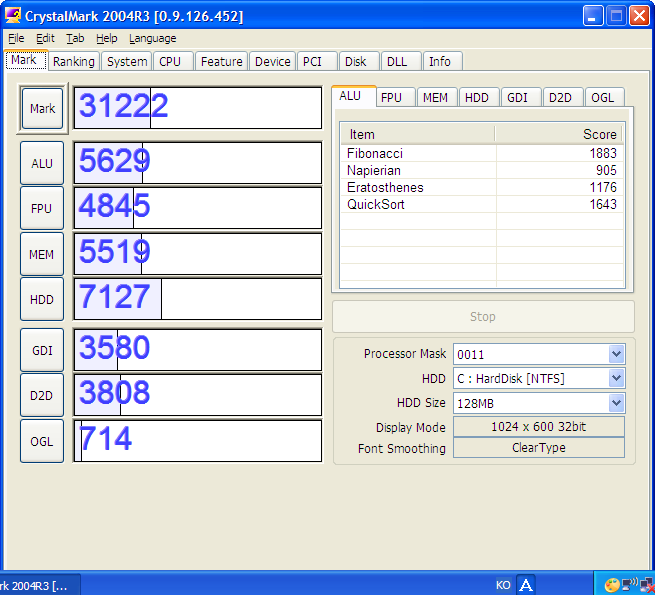 CrystalMark 2004R3 [0.9.126.452]
File Edit Tab Help Language
Mark Ranking System CPU Feature Device PCI Disk DLL Info
Mark 31222
ALU 5629
FPU 4845
MEM 5519
HDD 7127
GDI 3580
D2D 3808
OGL 714
ALU FPU MEM HDD GDI D2D OGL
Item Score
Fibonacci 1883
Napierian 905
Eratosthenes 1176
QuickSort 1643
Stop
Processor Mask 0011
HDD C : HardDisk [NTFS]
HDD Size 128MB
Display Mode 1024 x 600 32bit
Font Smoothing ClearType
rk 2004R3 [... KO A